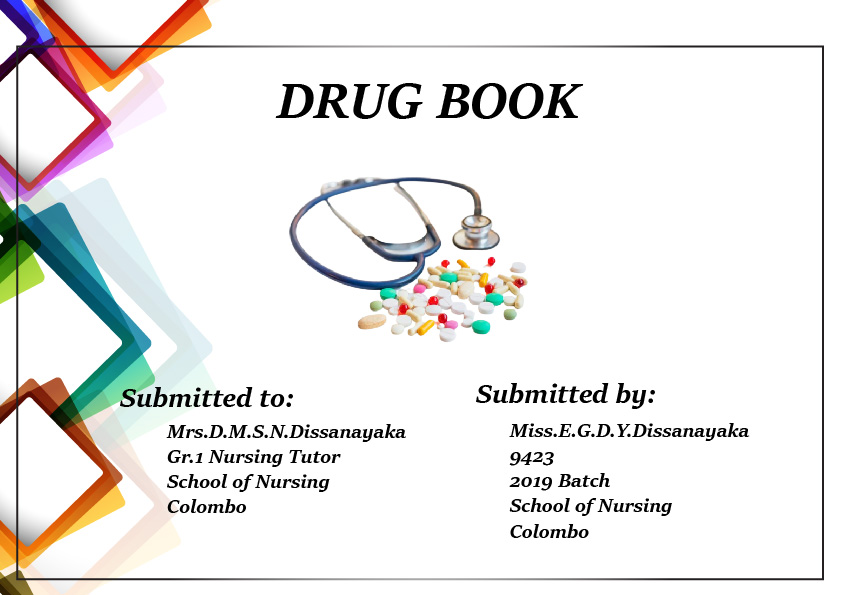 DRUG BOOK
Submitted to:
Mrs.D.M.S.N.Dissanayaka
Gr.1 Nursing Tutor
School of Nursing
Colombo
Submitted by:
Miss.E.G.D.Y.Dissanayaka
9423
2019 Batch
School of Nursing
Colombo